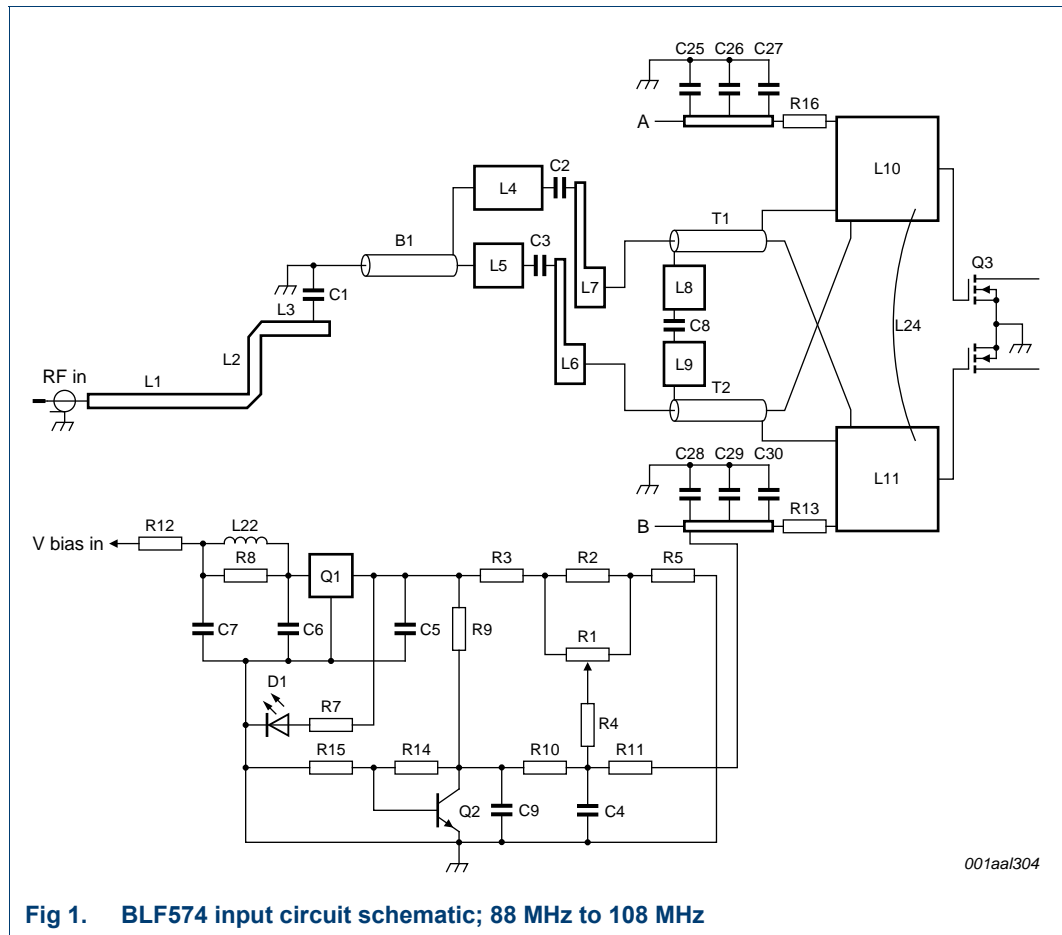 C25 C26 C27
R16
A
L10
C2
L4
T1
B1
C3
L5
L7
L8
Q3
C1
L3
C8
L24
L2
L9
L6
RF in
L1
T2
C28 C29 C30
L11
R12
L22
B
R13
V bias in
R8
Q1
R3
R2
R5
C7
C6
C5
R9
R1
D1
R7
R4
R15
R14
R10
R11
Q2
C9
C4
001aal304
Fig 1. BLF574 input circuit schematic; 88 MHz to 108 MHz